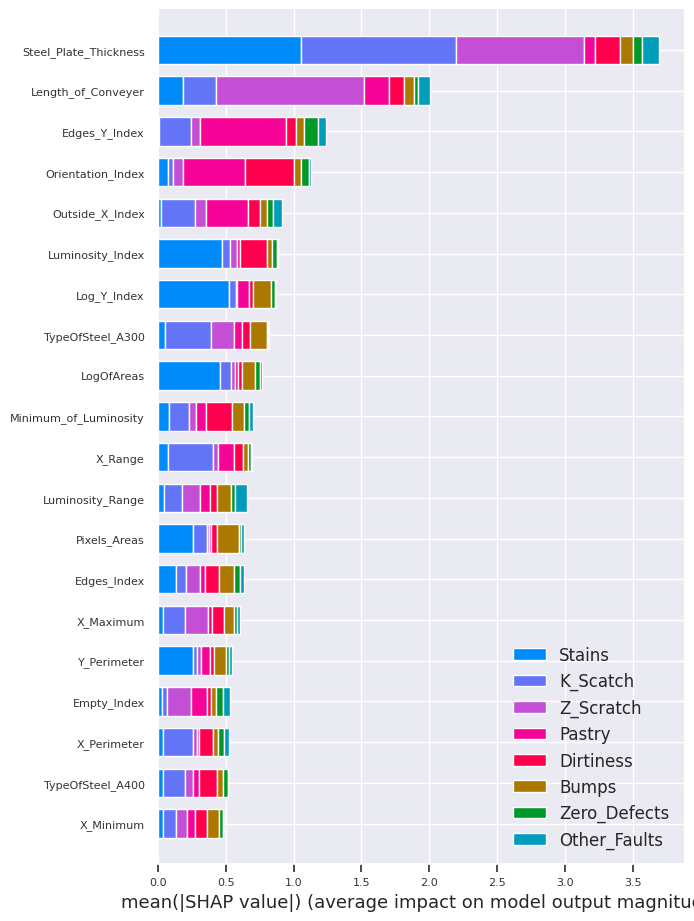 Steel_Plate_Thickness
Length_of_Conveyer
Edges_Y_Index
Orientation_Index
Outside_X_Index
Luminosity_Index
Log_Y_Index
TypeOfSteel_A300
LogOfAreas
Minimum_of_Luminosity
X_Range
Luminosity_Range
Pixels_Areas
Edges_Index
X_Maximum
Y_Perimeter
Empty_Index
X_Perimeter
TypeOfSteel_A400
X_Minimum
Stains
K_Scatch
Z_Scratch
Pastry
Dirtiness
Bumps
Zero_Defects
Other_Faults
0.0 0.5 1.0 1.5 2.0 2.5 3.0 3.5
mean(|SHAP value|) (average impact on model output magnitu